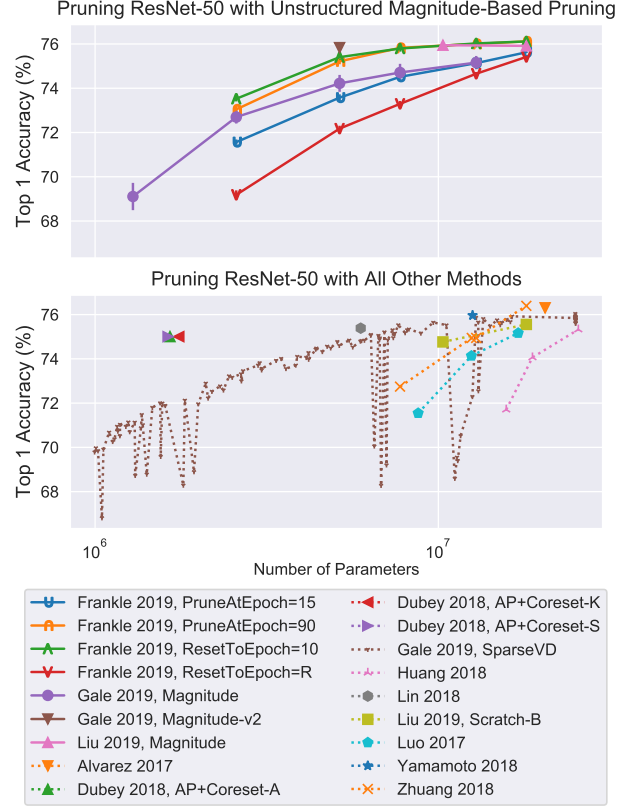 Pruning ResNet-50 with Unstructured Magnitude-Based Pruning
76
74
72
70
68
Top 1 Accuracy (%)
Pruning ResNet-50 with All Other Methods
76
74
72
70
68
Top 1 Accuracy (%)
10^6
10^7
Number of Parameters
Frankle 2019, PruneAtEpoch=15
Frankle 2019, PruneAtEpoch=90
Frankle 2019, ResetToEpoch=10
Frankle 2019, ResetToEpoch=R
Gale 2019, Magnitude
Gale 2019, Magnitude-v2
Liu 2019, Magnitude
Alvarez 2017
Dubey 2018, AP+Coreset-A
Dubey 2018, AP+Coreset-K
Dubey 2018, AP+Coreset-S
Gale 2019, SparseVD
Huang 2018
Lin 2018
Liu 2019, Scratch-B
Luo 2017
Yamamoto 2018
Zhuang 2018